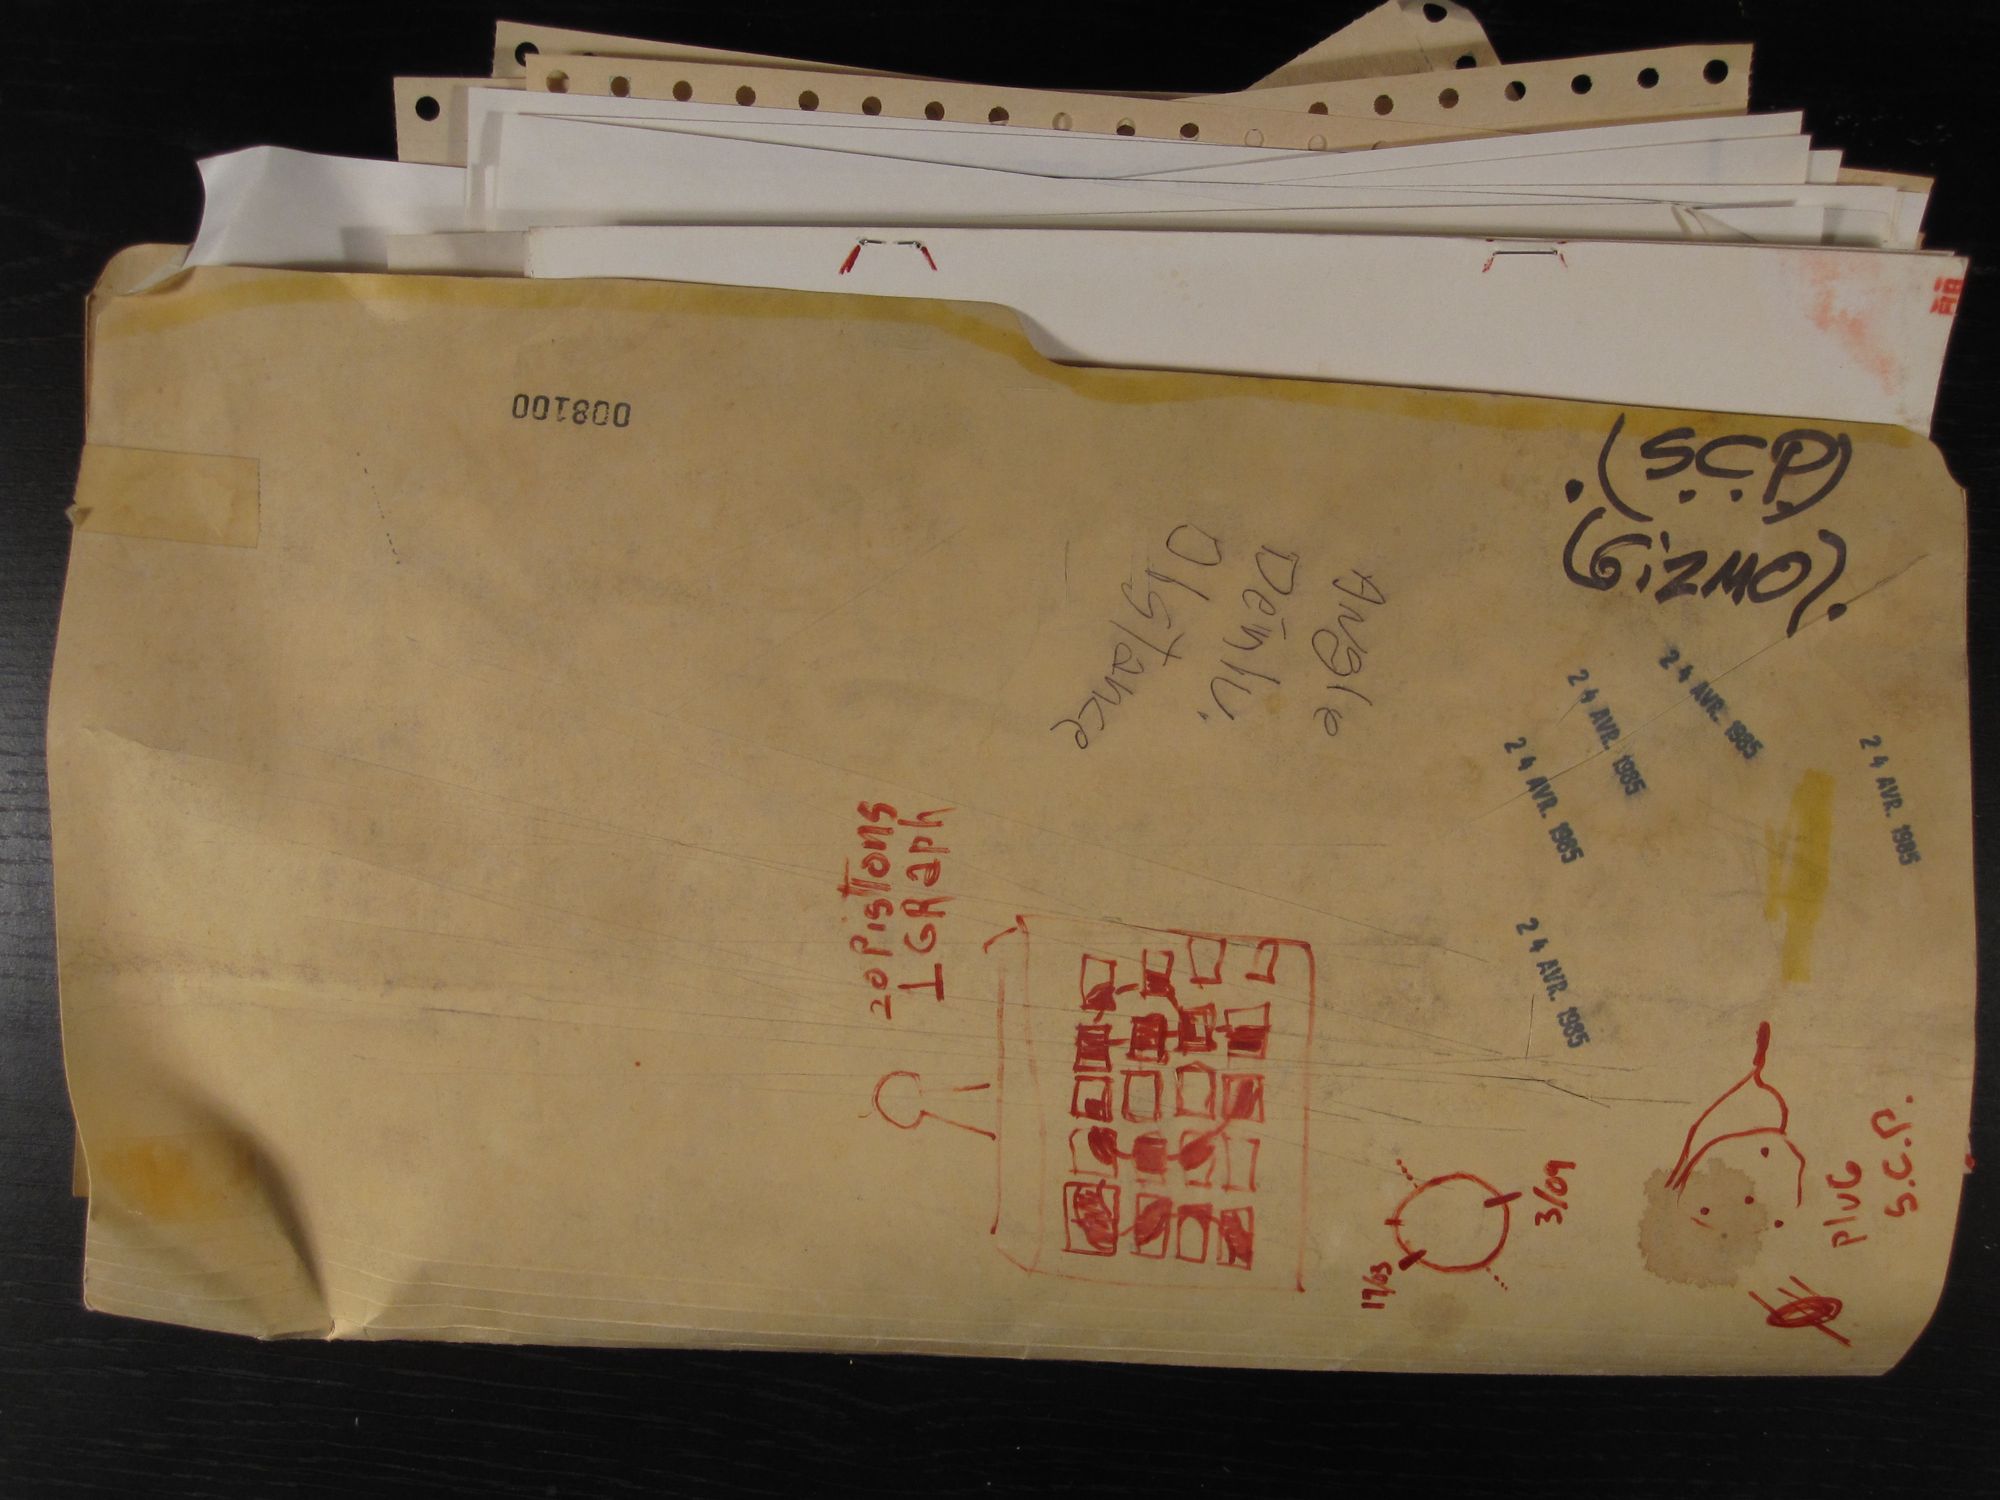 008100
.(S.C.P)
(GiZMO).
Angle
Déniv.
Distance
24 AVR. 1985
24 AVR. 1985
24 AVR. 1985
24 AVR. 1985
24 AVR. 1985
20 Pistons
1 GRaph
17/03
3/09
PluG
S.C.P.